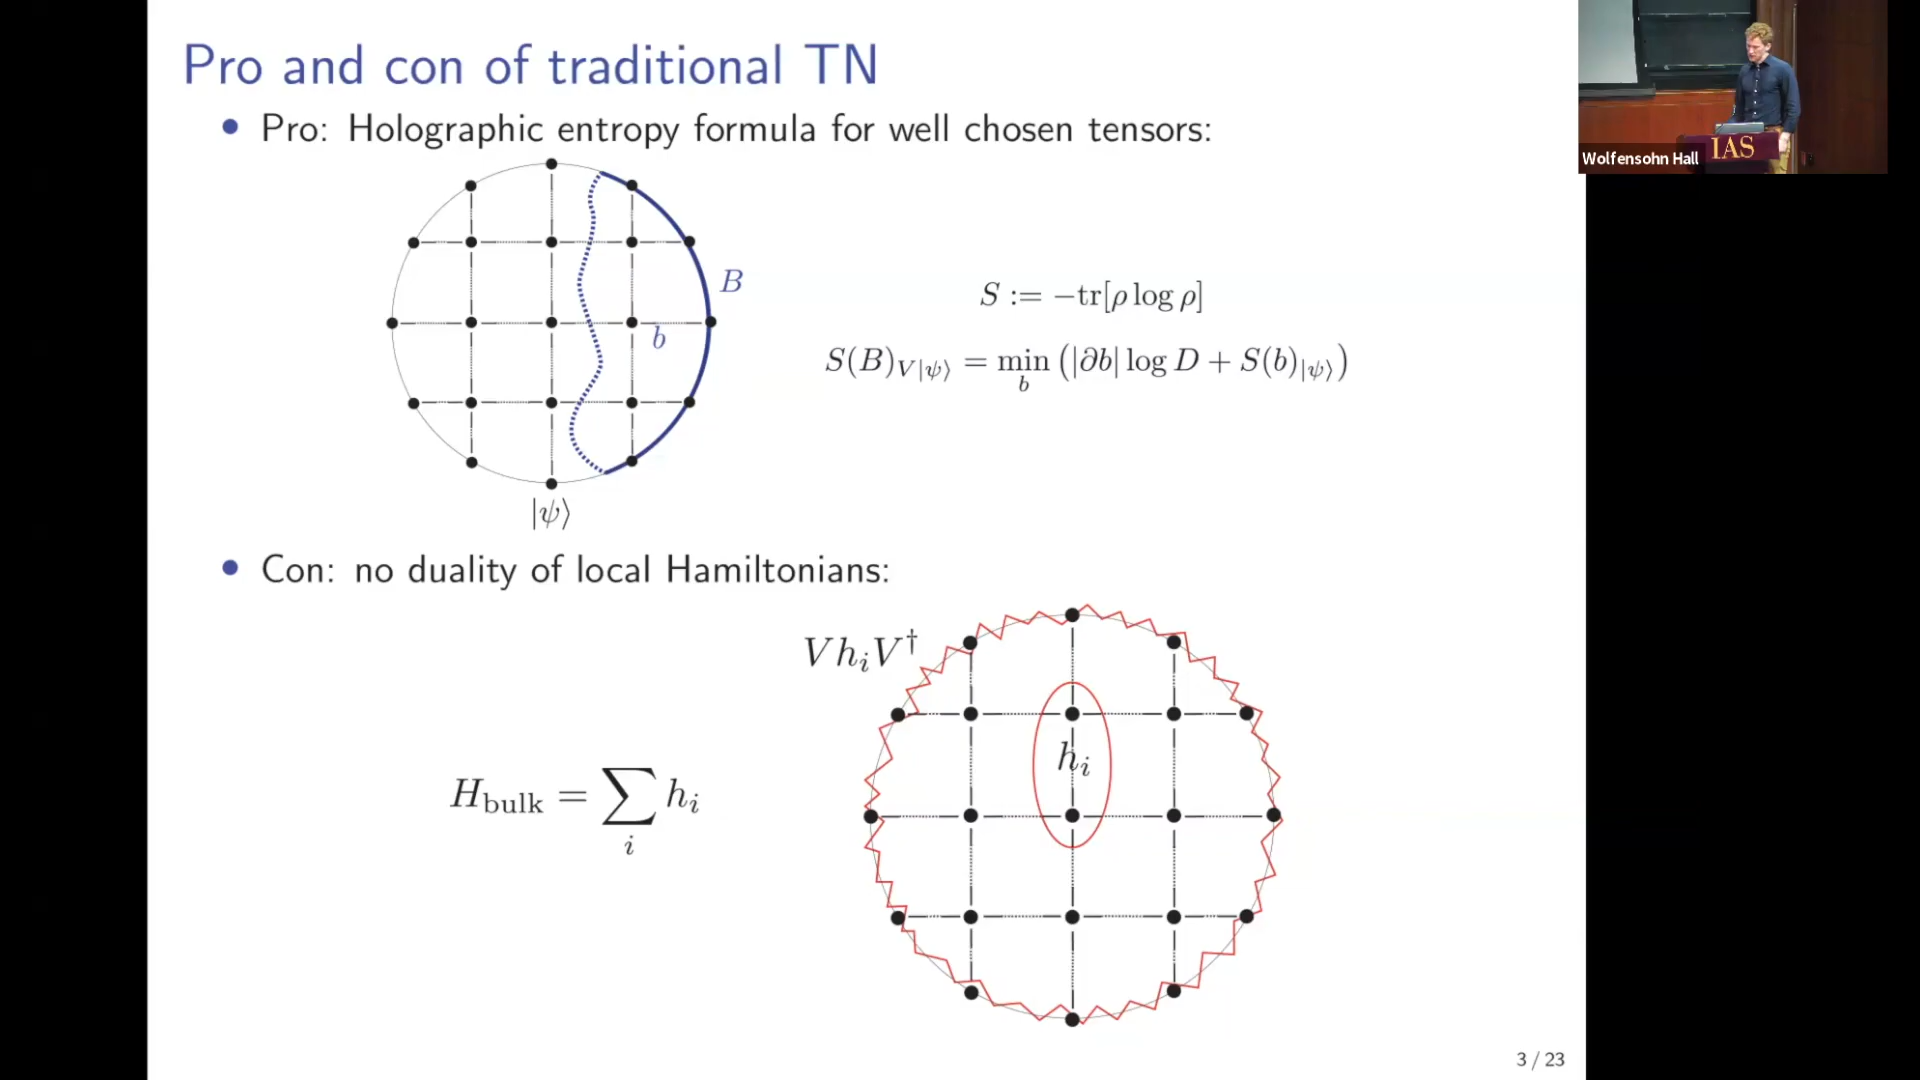 Pro and con of traditional TN
• Pro: Holographic entropy formula for well chosen tensors:
B
b
|ψ⟩
S := −tr[ρ log ρ]
S(B)_{V|ψ⟩} = min_b (|∂b| log D + S(b)_{|ψ⟩})
• Con: no duality of local Hamiltonians:
V h_i V†
h_i
H_bulk = ∑_i h_i
3 / 23
Wolfensohn Hall
IAS